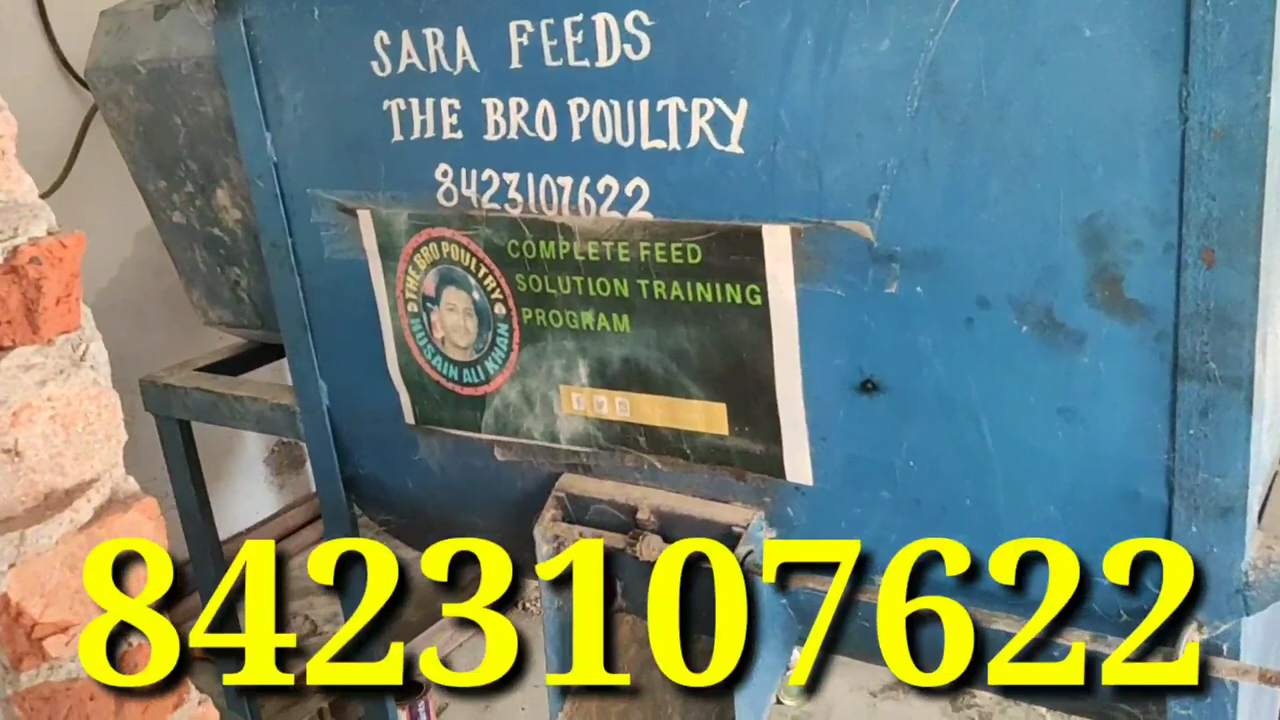 SARA FEEDS
THE BRO POULTRY
8423107622
THE BRO POULTRY
HUSAIN ALI KHAN
COMPLETE FEED
SOLUTION TRAINING
PROGRAM
8423107622